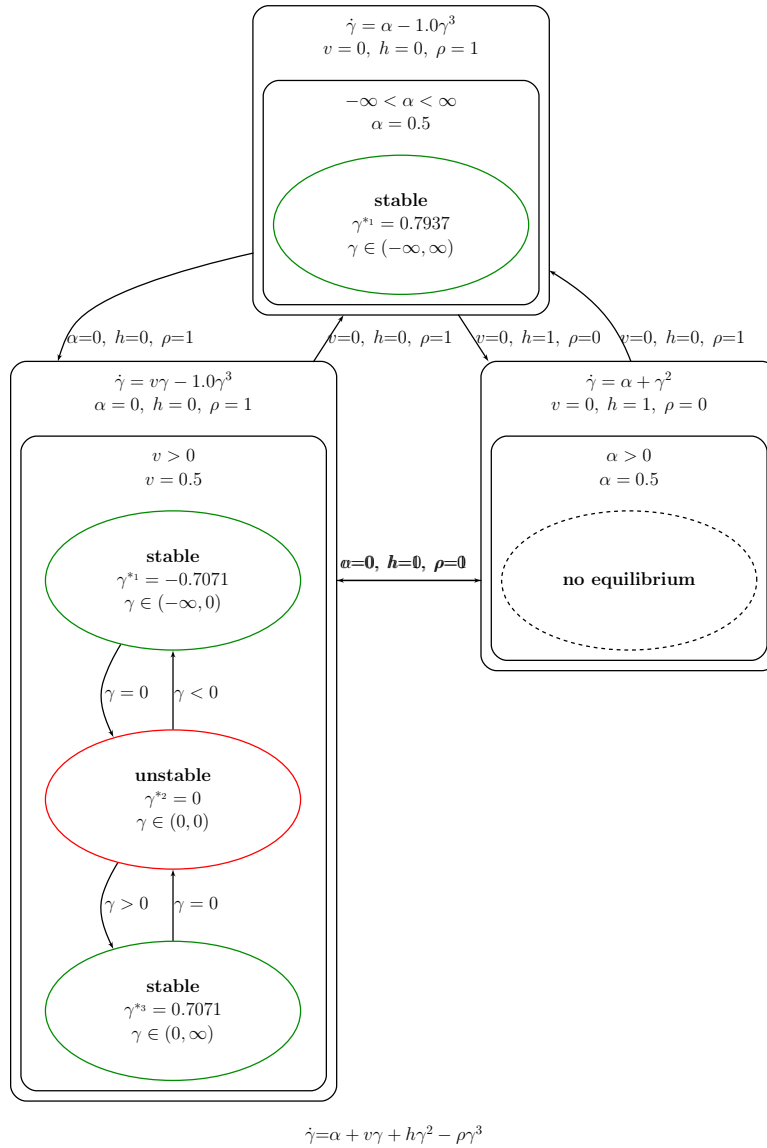 γ̇ = α − 1.0γ³
v = 0, h = 0, ρ = 1
−∞ < α < ∞
α = 0.5
stable
γ*₁ = 0.7937
γ ∈ (−∞, ∞)
α=0, h=0, ρ=1
v=0, h=0, ρ=1
v=0, h=1, ρ=0
v=0, h=0, ρ=1
γ̇ = vγ − 1.0γ³
α = 0, h = 0, ρ = 1
v > 0
v = 0.5
stable
γ*₁ = −0.7071
γ ∈ (−∞, 0)
γ = 0
γ < 0
unstable
γ*₂ = 0
γ ∈ (0, 0)
γ > 0
γ = 0
stable
γ*₃ = 0.7071
γ ∈ (0, ∞)
γ̇ = α + γ²
v = 0, h = 1, ρ = 0
α > 0
α = 0.5
no equilibrium
γ̇=α + vγ + hγ² − ργ³